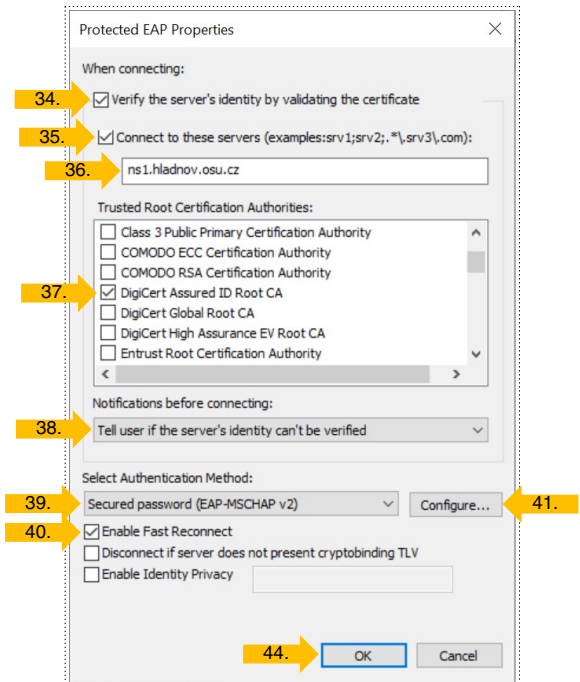 Protected EAP Properties
When connecting:
34. Verify the server's identity by validating the certificate
35. Connect to these servers (examples:srv1;srv2;.*\.srv3\.com):
36. ns1.hladnov.osu.cz
Trusted Root Certification Authorities:
Class 3 Public Primary Certification Authority
COMODO ECC Certification Authority
COMODO RSA Certification Authority
37. DigiCert Assured ID Root CA
DigiCert Global Root CA
DigiCert High Assurance EV Root CA
Entrust Root Certification Authority
Notifications before connecting:
38. Tell user if the server's identity can't be verified
Select Authentication Method:
39. Secured password (EAP-MSCHAP v2) Configure... 41.
40. Enable Fast Reconnect
Disconnect if server does not present cryptobinding TLV
Enable Identity Privacy
44. OK Cancel